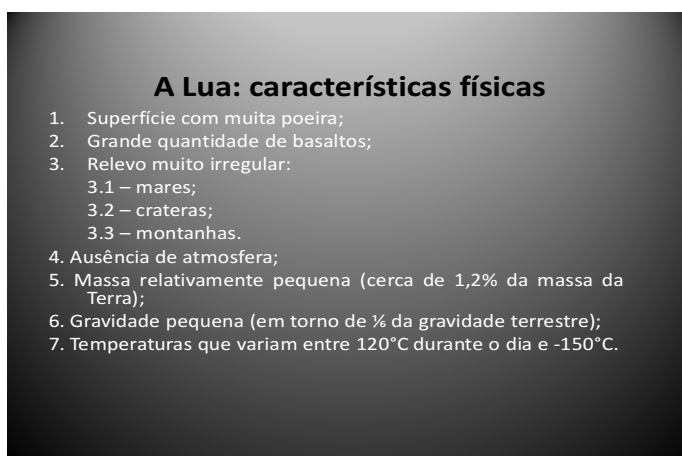 A Lua: características físicas
1. Superfície com muita poeira;
2. Grande quantidade de basaltos;
3. Relevo muito irregular:
3.1 – mares;
3.2 – crateras;
3.3 – montanhas.
4. Ausência de atmosfera;
5. Massa relativamente pequena (cerca de 1,2% da massa da
Terra);
6. Gravidade pequena (em torno de ⅙ da gravidade terrestre);
7. Temperaturas que variam entre 120°C durante o dia e -150°C.